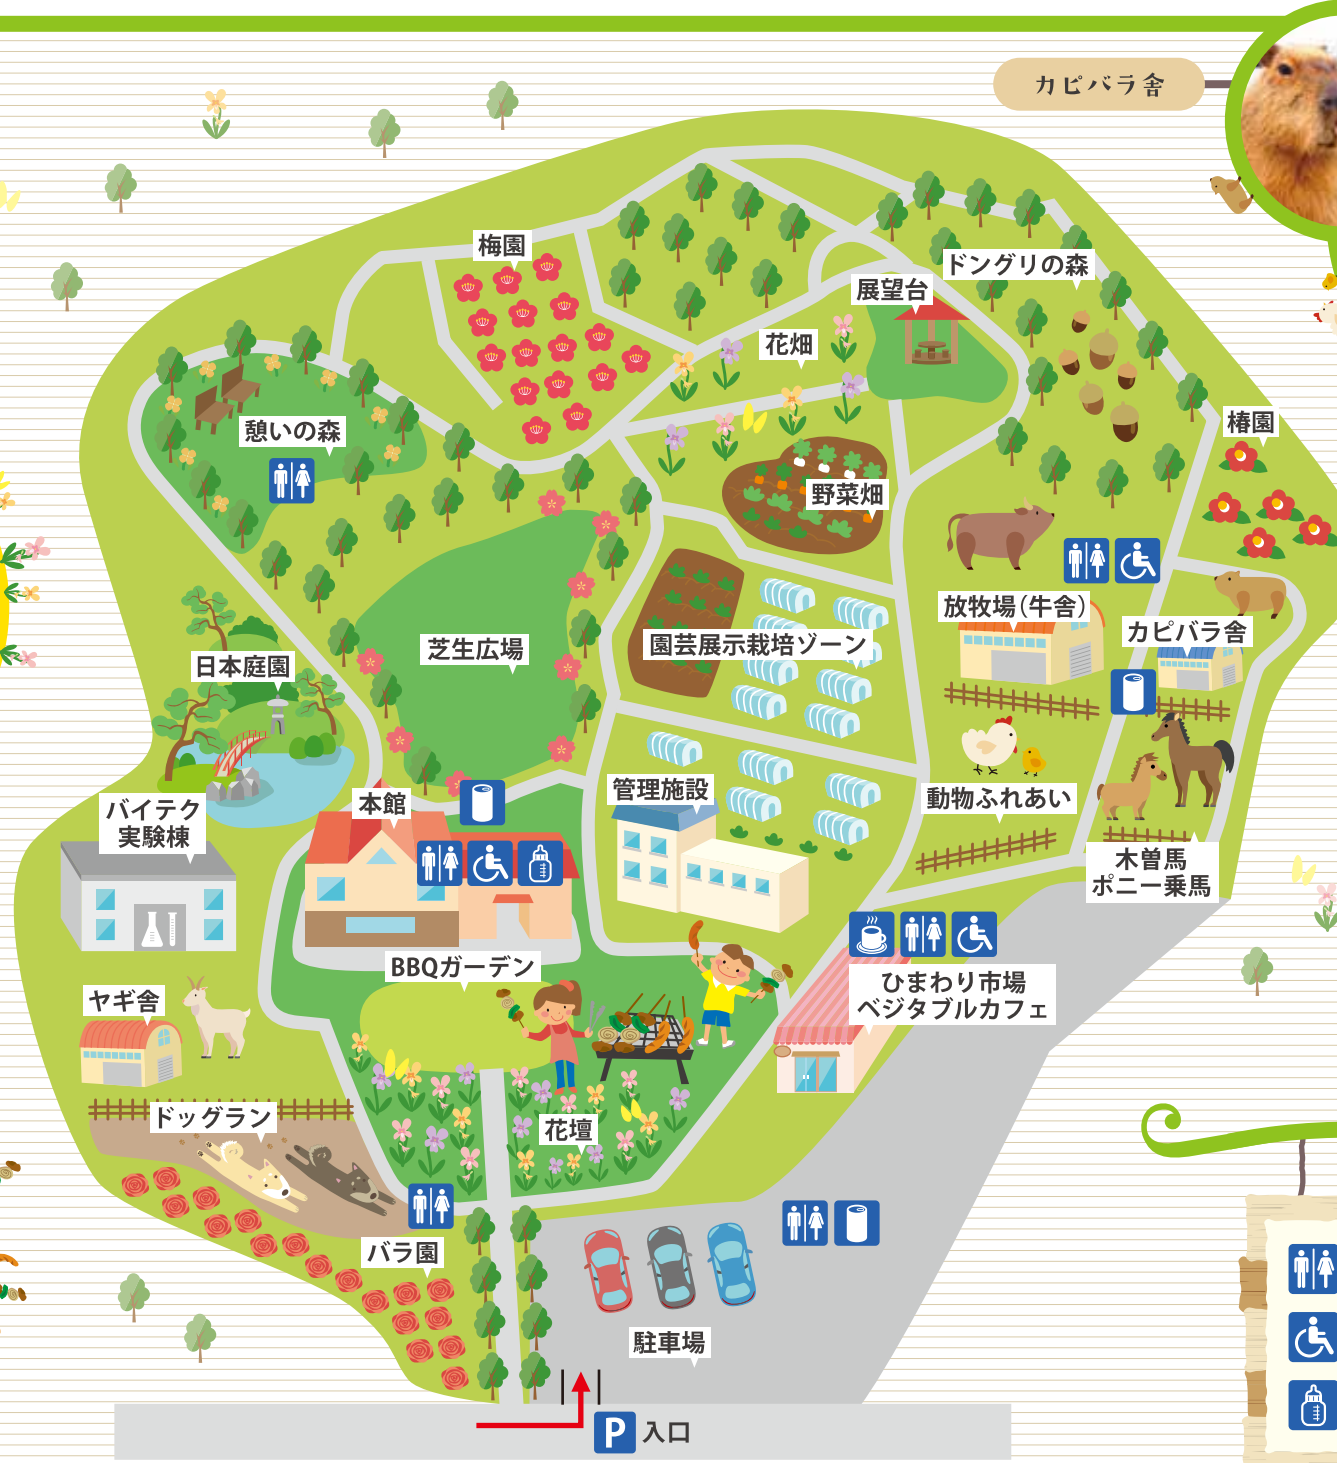 カピバラ舎
梅園
ドングリの森
展望台
花畑
憩いの森
椿園
野菜畑
放牧場（牛舎）
カピバラ舎
園芸展示栽培ゾーン
芝生広場
日本庭園
管理施設
動物ふれあい
本館
バイテク
実験棟
木曽馬
ポニー乗馬
BBQガーデン
ひまわり市場
ベジタブルカフェ
ヤギ舎
ドッグラン
花壇
バラ園
駐車場
P 入口